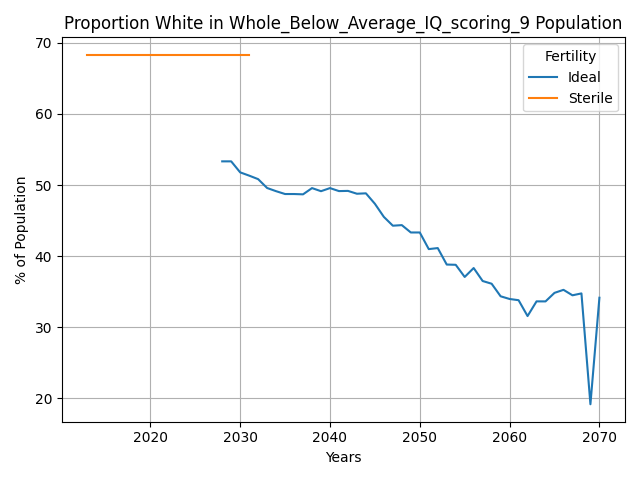 Proportion White in Whole_Below_Average_IQ_scoring_9 Population
70
60
50
40
30
20
% of Population
Fertility
Ideal
Sterile
2020 2030 2040 2050 2060 2070
Years